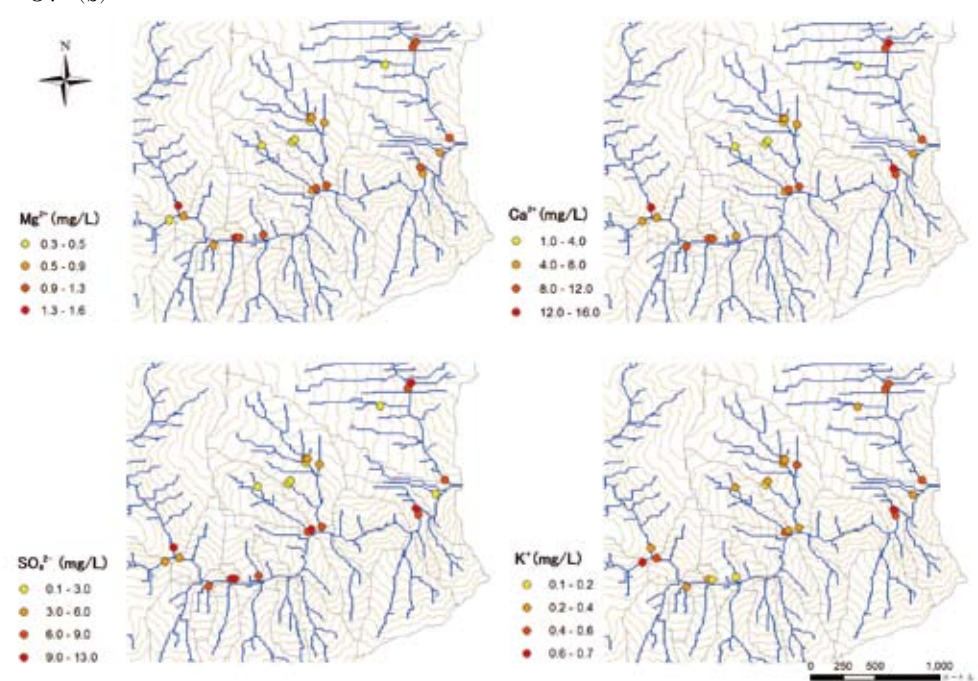 N
Mg²⁺ (mg/L)
0.3 - 0.5
0.5 - 0.9
0.9 - 1.3
1.3 - 1.6
Ca²⁺ (mg/L)
1.0 - 4.0
4.0 - 8.0
8.0 - 12.0
12.0 - 16.0
SO₄²⁻ (mg/L)
0.1 - 3.0
3.0 - 6.0
6.0 - 9.0
9.0 - 13.0
K⁺ (mg/L)
0.1 - 0.2
0.2 - 0.4
0.4 - 0.6
0.6 - 0.7
0 250 500 1,000